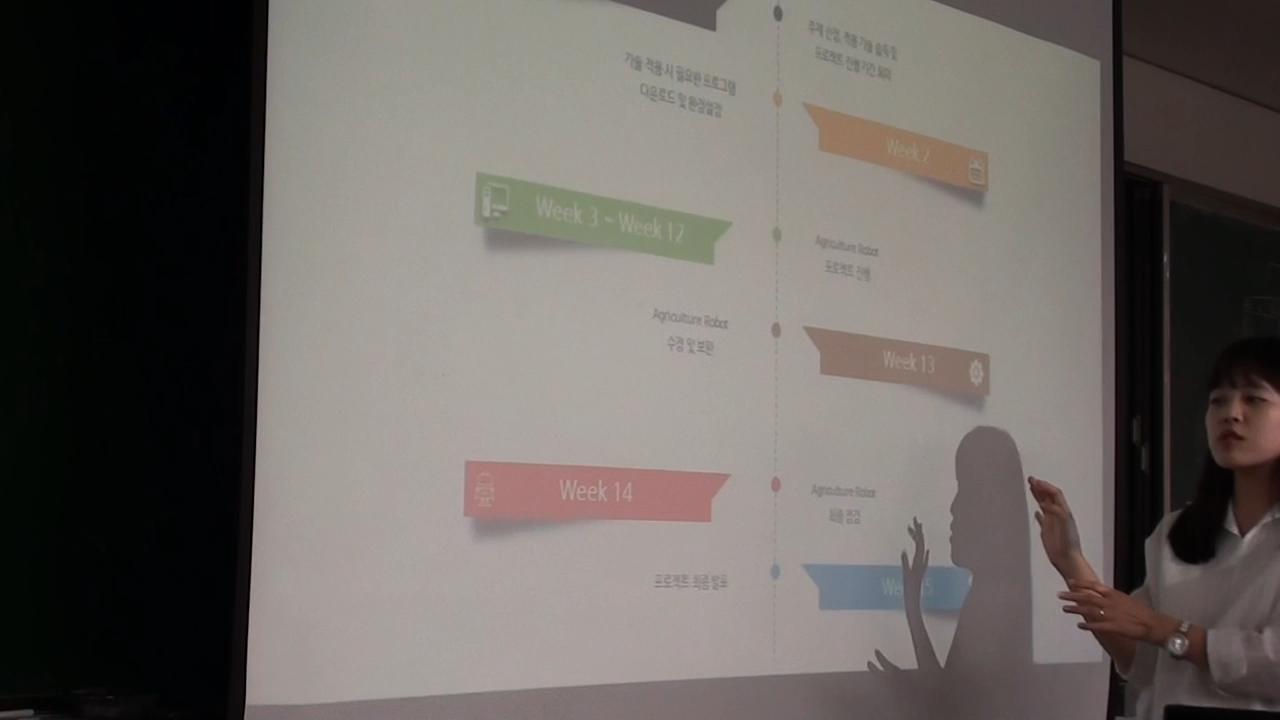 주제 선정, 적용 기술 습득 및
프로젝트 진행 기간 회의
기술 적용 시 필요한 프로그램
다운로드 및 환경설정
Week 2
Week 3 ~ Week 12
Agriculture Robot
프로젝트 진행
Agriculture Robot
수정 및 보완
Week 13
Week 14
Agriculture Robot
최종 점검
프로젝트 최종 발표